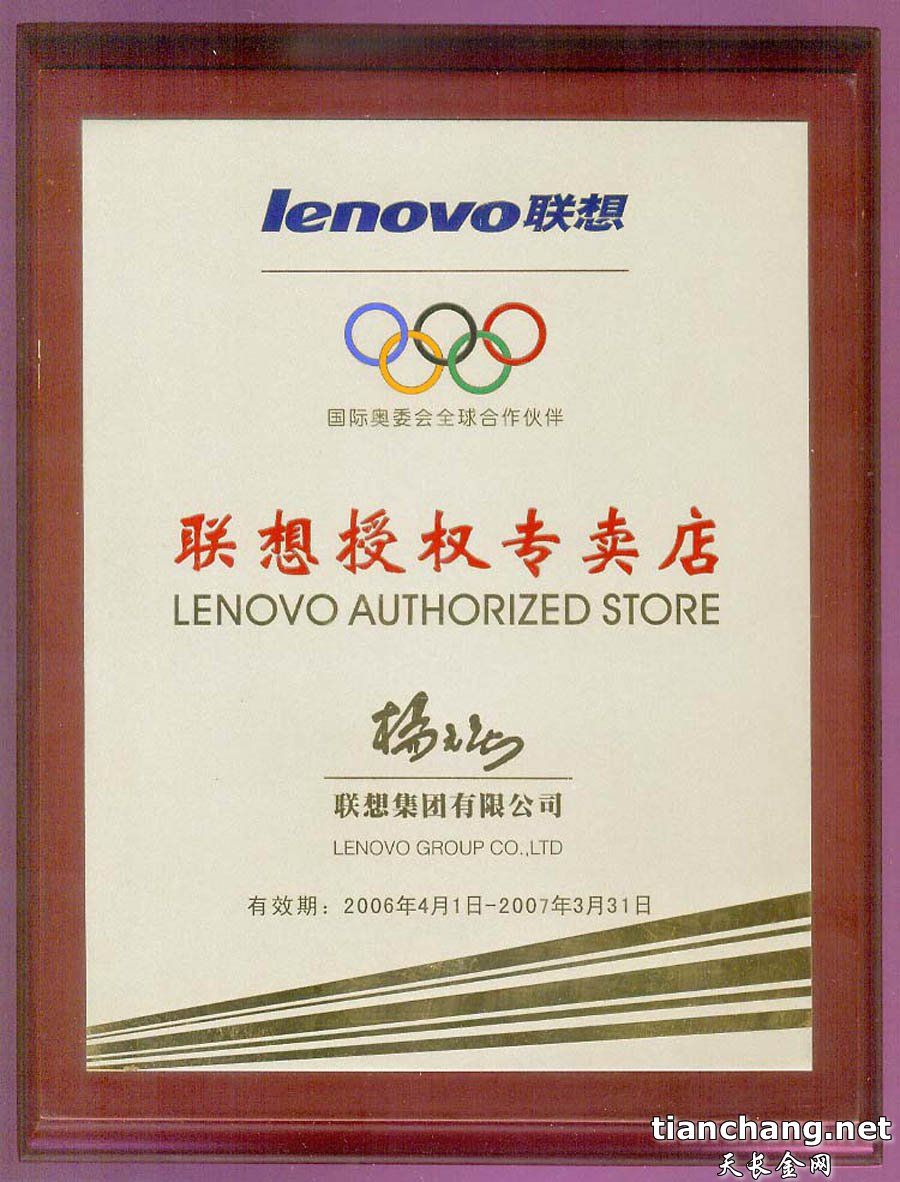 lenovo联想
国际奥委会全球合作伙伴
联想授权专卖店
LENOVO AUTHORIZED STORE
联想集团有限公司
LENOVO GROUP CO.,LTD
有效期：2006年4月1日-2007年3月31日
tianchang.net
天长金网